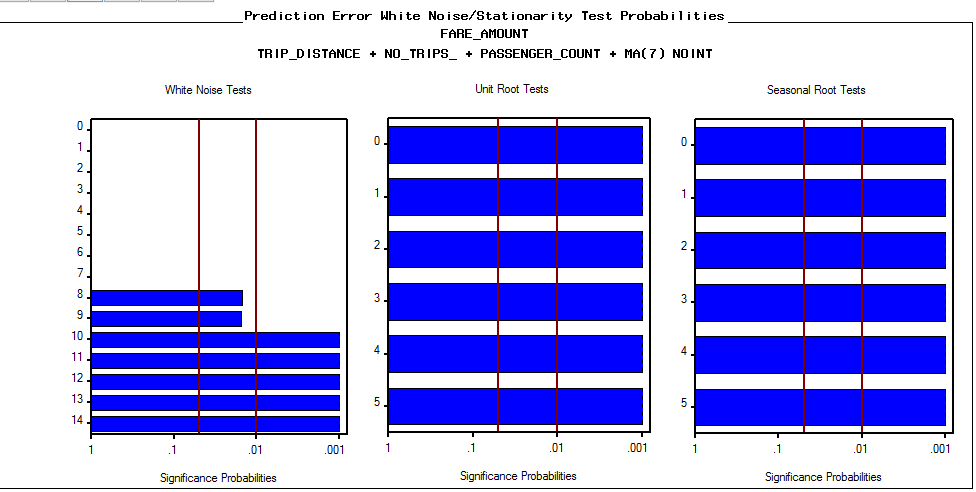 Prediction Error White Noise/Stationarity Test Probabilities
FARE_AMOUNT
TRIP_DISTANCE + NO_TRIPS_ + PASSENGER_COUNT + MA(7) NOINT
White Noise Tests
0
1
2
3
4
5
6
7
8
9
10
11
12
13
14
1 .1 .01 .001
Significance Probabilities
Unit Root Tests
0
1
2
3
4
5
1 .1 .01 .001
Significance Probabilities
Seasonal Root Tests
0
1
2
3
4
5
1 .1 .01 .001
Significance Probabilities